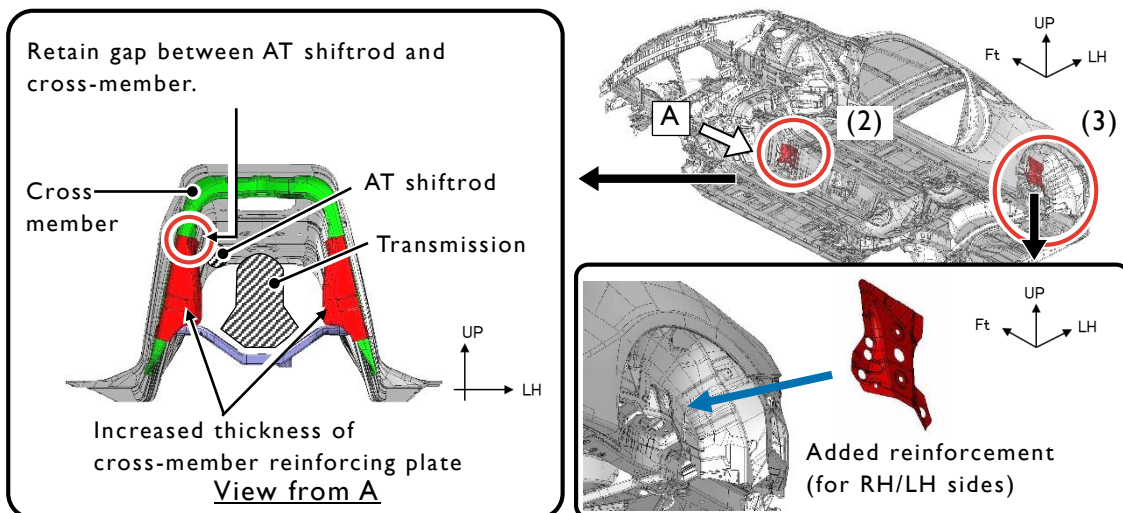 Retain gap between AT shiftrod and
cross-member.
Cross
member
AT shiftrod
Transmission
UP
LH
Increased thickness of
cross-member reinforcing plate
View from A
A
(2)
(3)
UP
Ft
LH
UP
Ft
LH
Added reinforcement
(for RH/LH sides)